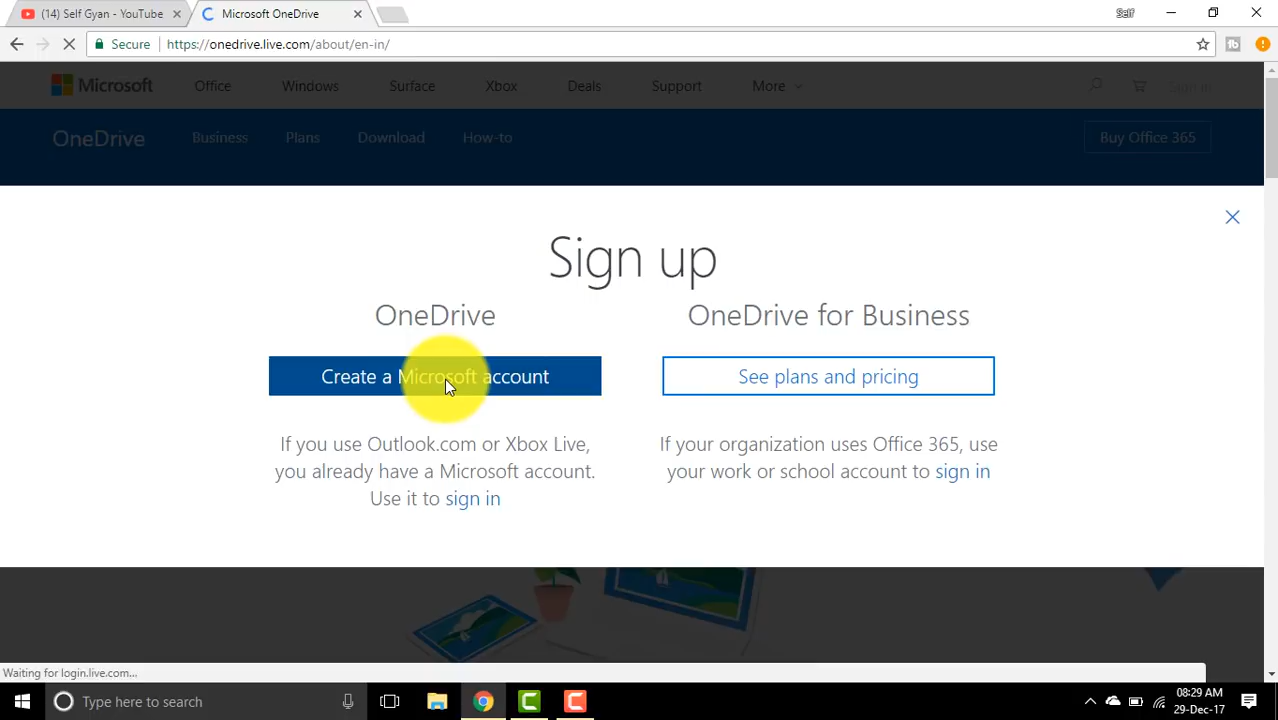 (14) Self Gyan - YouTube
Microsoft OneDrive
Self
Secure
https://onedrive.live.com/about/en-in/
Microsoft
Office
Windows
Surface
Xbox
Deals
Support
More
Sign in
OneDrive
Business
Plans
Download
How-to
Buy Office 365
Sign up
OneDrive
Create a Microsoft account
If you use Outlook.com or Xbox Live,
you already have a Microsoft account.
Use it to sign in
OneDrive for Business
See plans and pricing
If your organization uses Office 365, use
your work or school account to sign in
Waiting for login.live.com...
Type here to search
08:29 AM
29-Dec-17